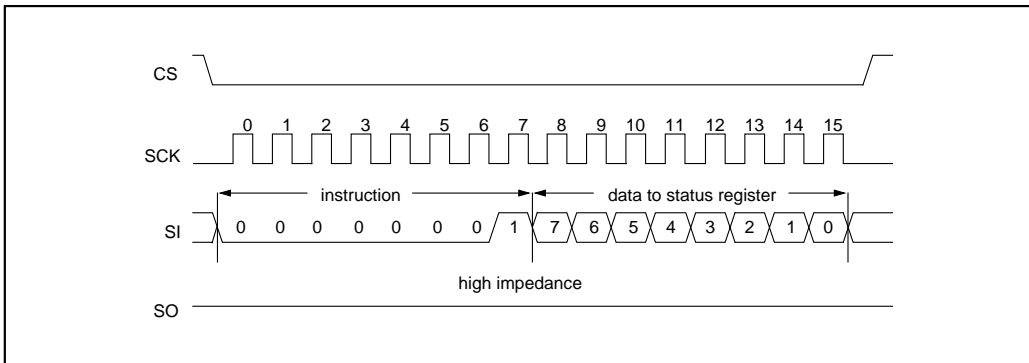 CS
0 1 2 3 4 5 6 7 8 9 10 11 12 13 14 15
SCK
instruction data to status register
SI 0 0 0 0 0 0 0 1 7 6 5 4 3 2 1 0
high impedance
SO